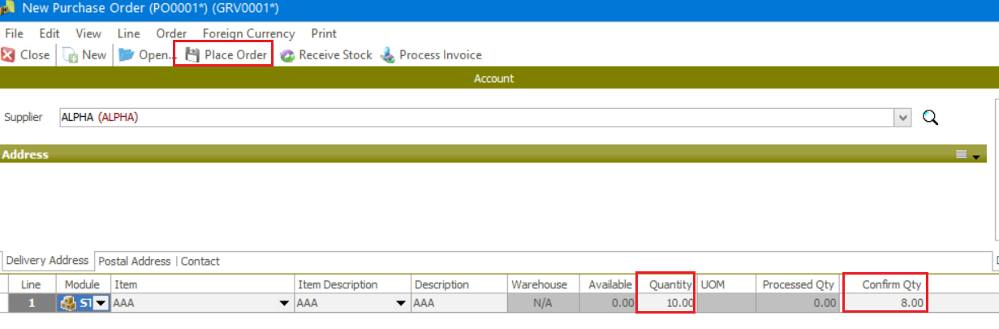 New Purchase Order (PO0001*) (GRV0001*)
File Edit View Line Order Foreign Currency Print
Close New Open... Place Order Receive Stock Process Invoice
Account
Supplier ALPHA (ALPHA)
Address
Delivery Address Postal Address | Contact
Line Module Item Item Description Description Warehouse Available Quantity UOM Processed Qty Confirm Qty
1 ST AAA AAA AAA N/A 0.00 10.00 0.00 8.00